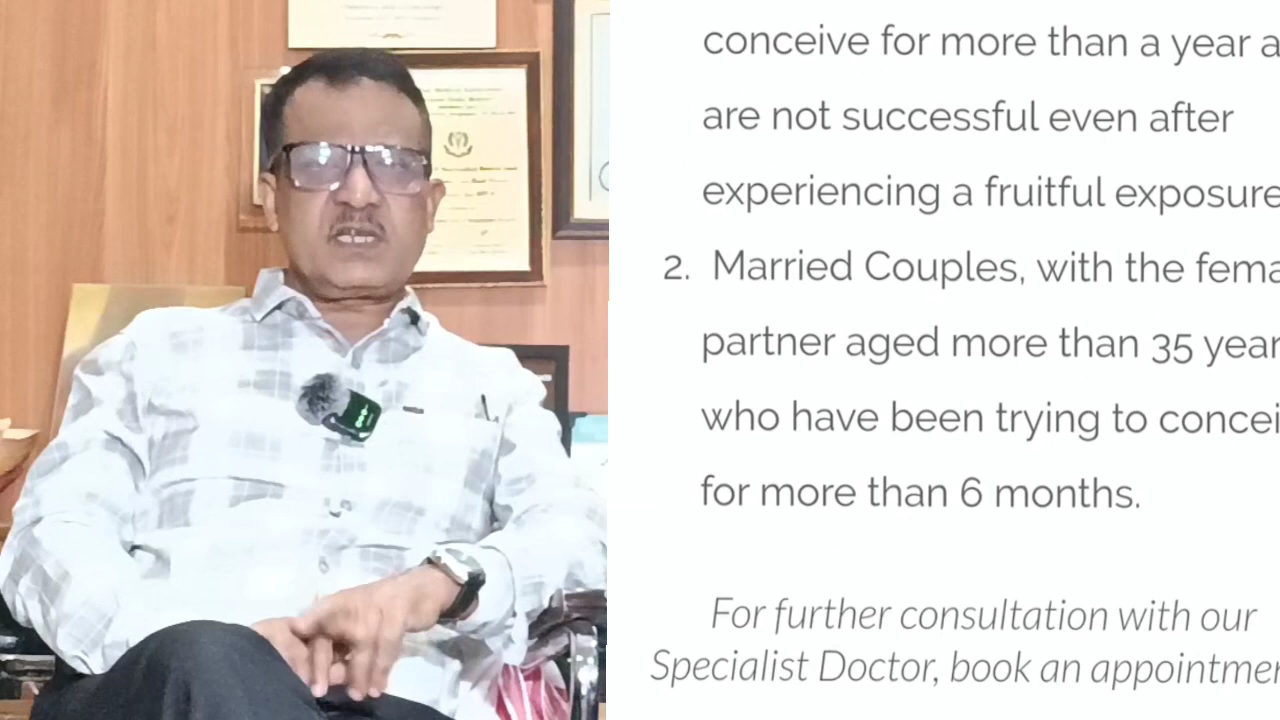 conceive for more than a year a
are not successful even after
experiencing a fruitful exposure
2. Married Couples, with the fema
partner aged more than 35 year
who have been trying to concei
for more than 6 months.
For further consultation with our
Specialist Doctor, book an appointmen